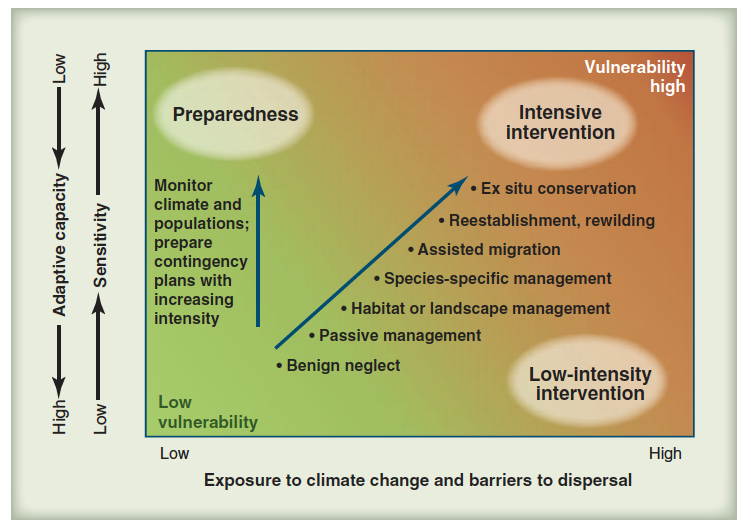 Low
High
Adaptive capacity
Sensitivity
High
Low
Vulnerability
high
Preparedness
Intensive
intervention
Monitor
climate and
populations;
prepare
contingency
plans with
increasing
intensity
• Ex situ conservation
• Reestablishment, rewilding
• Assisted migration
• Species-specific management
• Habitat or landscape management
• Passive management
• Benign neglect
Low-intensity
intervention
Low
vulnerability
Low
High
Exposure to climate change and barriers to dispersal